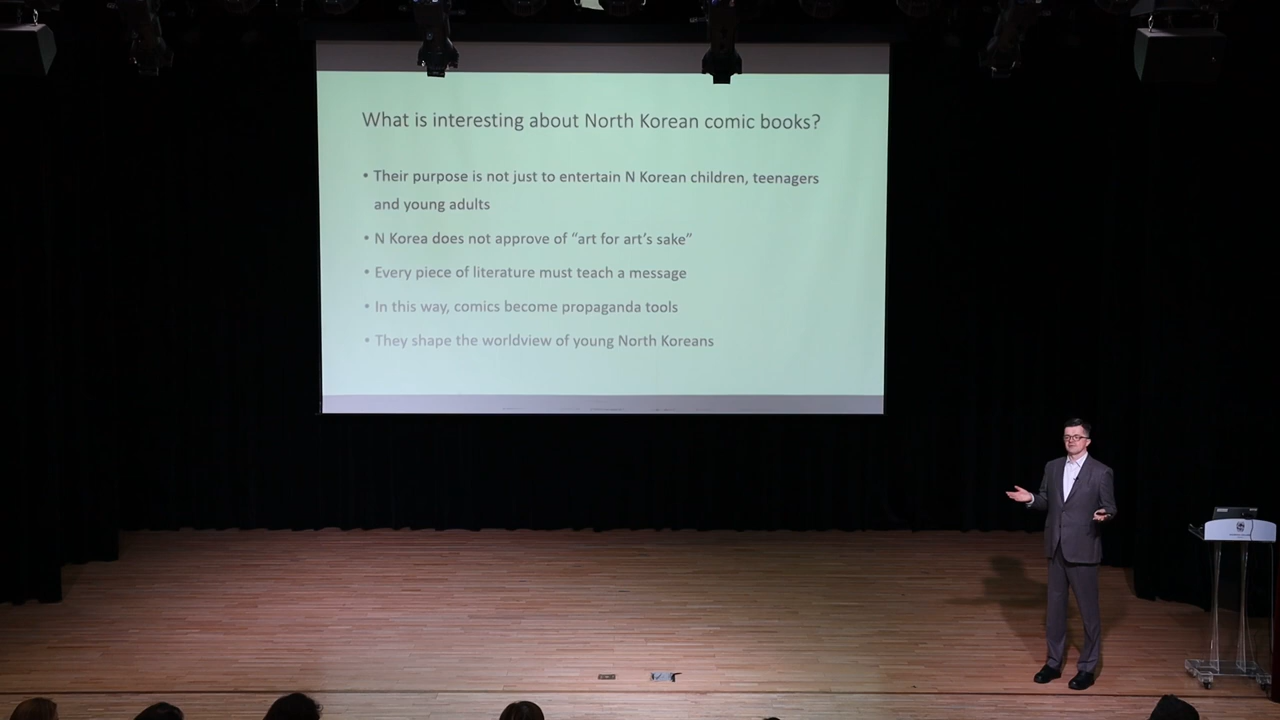 What is interesting about North Korean comic books?
• Their purpose is not just to entertain N Korean children, teenagers
and young adults
• N Korea does not approve of “art for art’s sake”
• Every piece of literature must teach a message
• In this way, comics become propaganda tools
• They shape the worldview of young North Koreans